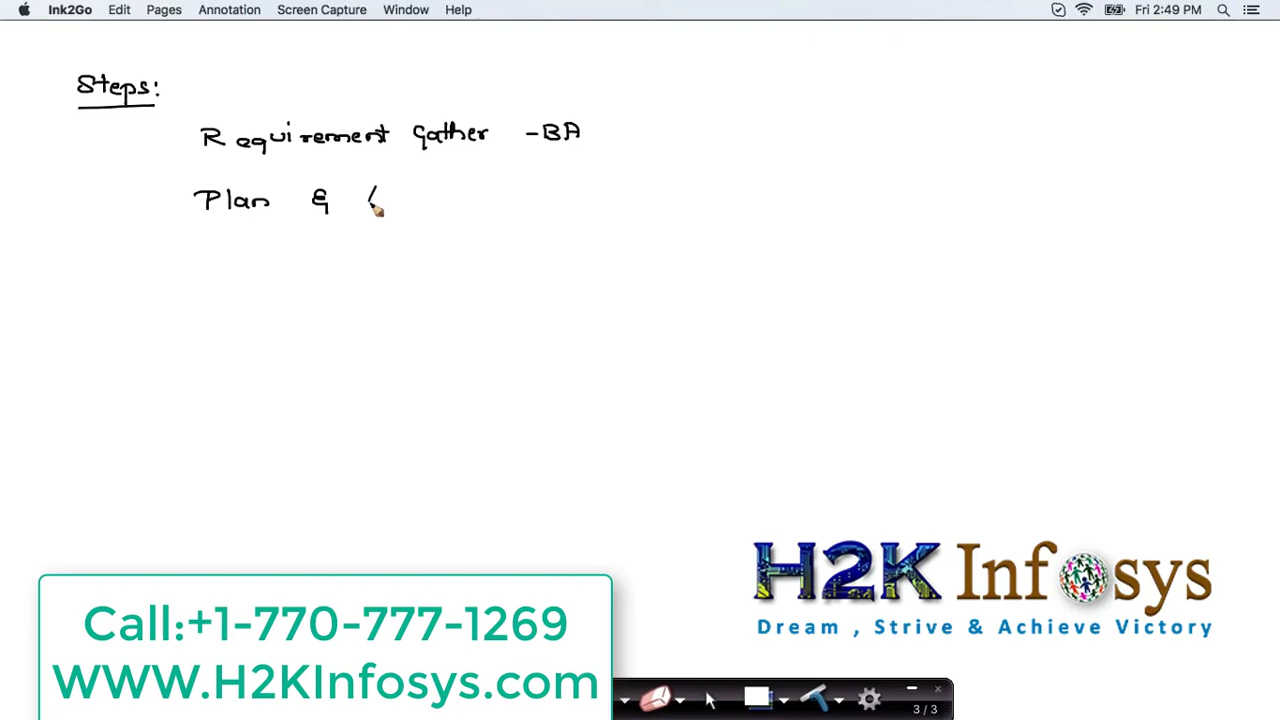 Ink2Go Edit Pages Annotation Screen Capture Window Help Fri 2:49 PM
Steps:
Requirement Gather - BA
Plan &
H2K Infosys
Dream , Strive & Achieve Victory
Call:+1-770-777-1269
WWW.H2KInfosys.com
3 / 3